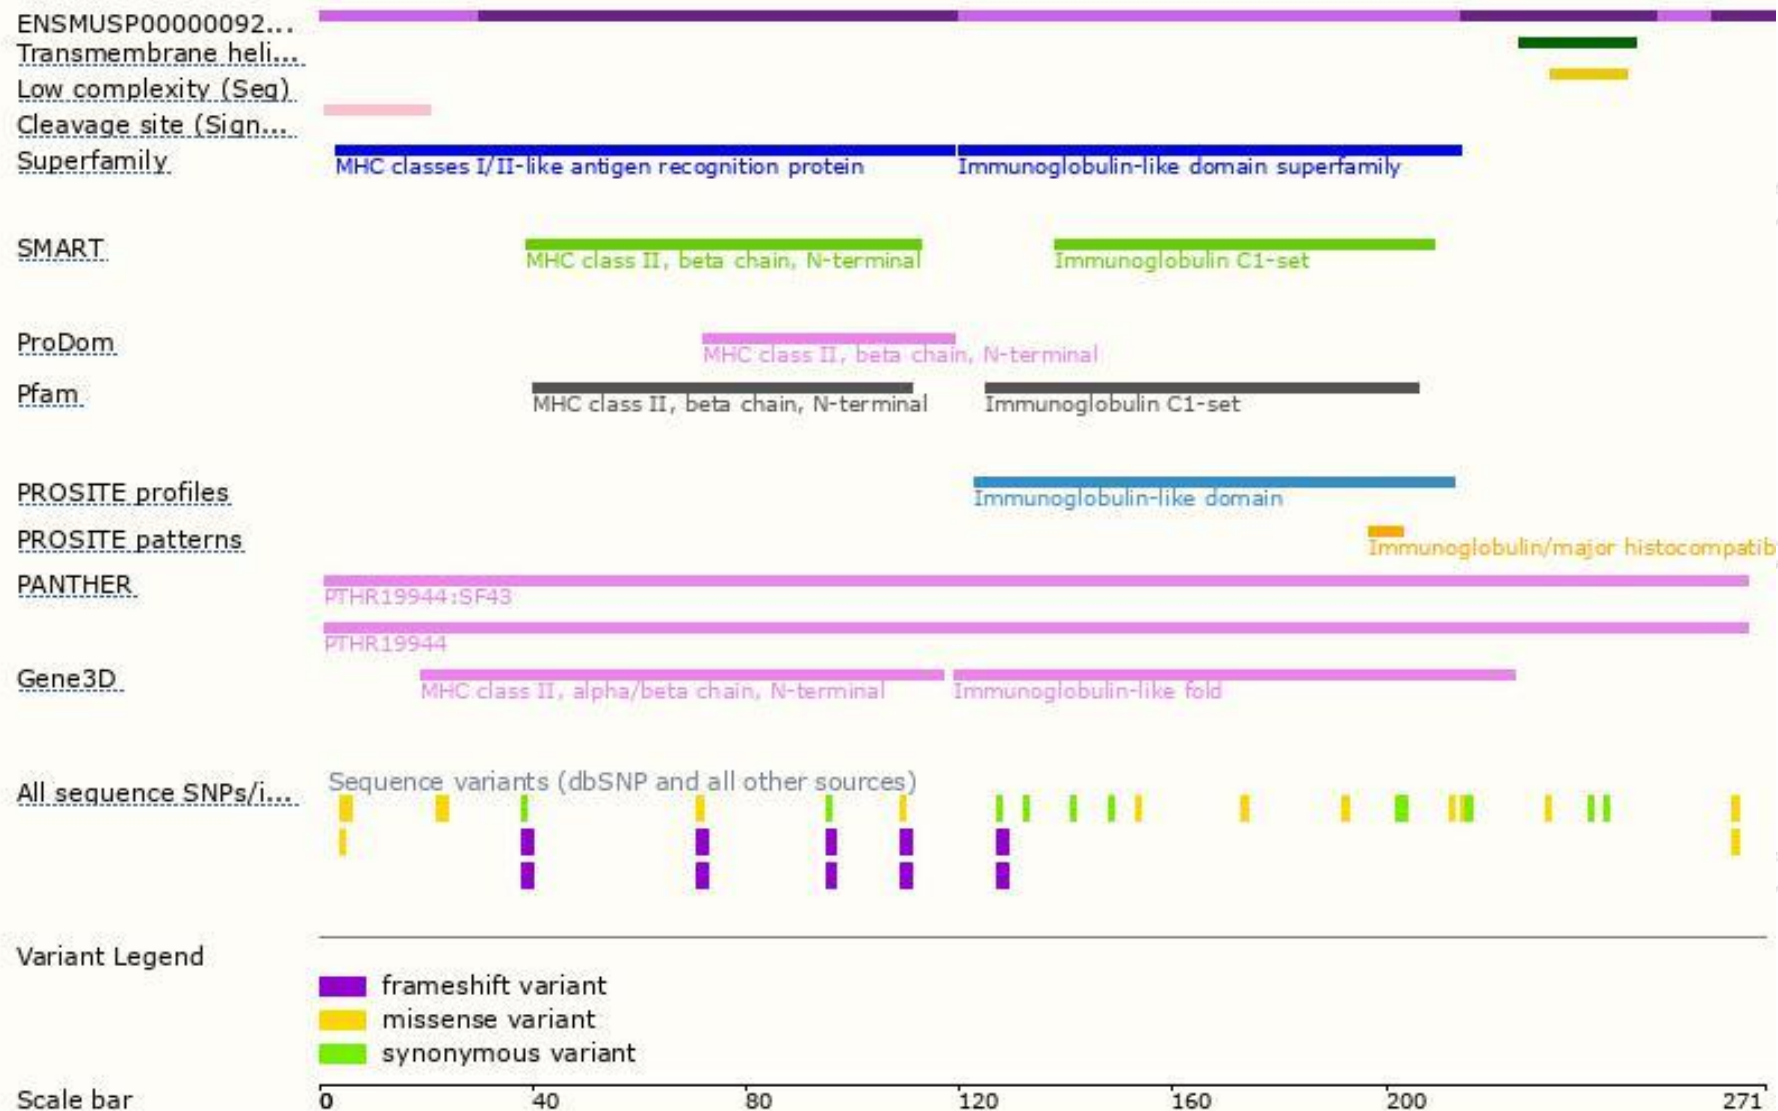 ENSMUSP00000092...
Transmembrane heli...
Low complexity (Seg)
Cleavage site (Sign...
Superfamily
MHC classes I/II-like antigen recognition protein
Immunoglobulin-like domain superfamily
SMART
MHC class II, beta chain, N-terminal
Immunoglobulin C1-set
ProDom
MHC class II, beta chain, N-terminal
Pfam
MHC class II, beta chain, N-terminal
Immunoglobulin C1-set
PROSITE profiles
Immunoglobulin-like domain
PROSITE patterns
Immunoglobulin/major histocompatib
PANTHER
PTHR19944:SF43
PTHR19944
Gene3D
MHC class II, alpha/beta chain, N-terminal
Immunoglobulin-like fold
Sequence variants (dbSNP and all other sources)
All sequence SNPs/i...
Variant Legend
frameshift variant
missense variant
synonymous variant
Scale bar
0 40 80 120 160 200 271